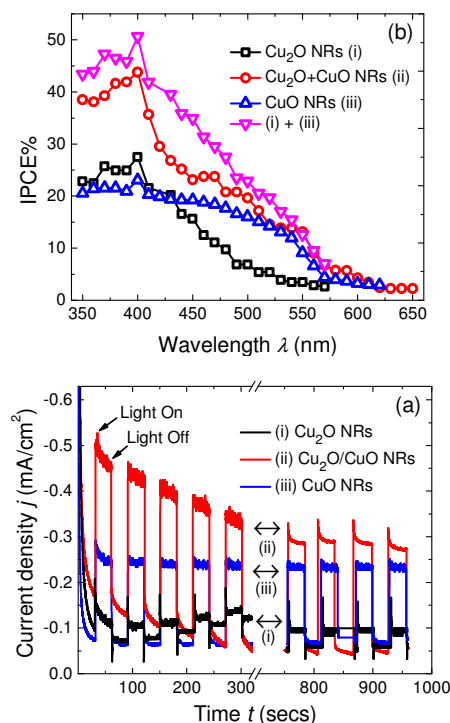 (b)
Cu₂O NRs (i)
Cu₂O+CuO NRs (ii)
CuO NRs (iii)
(i) + (iii)
IPCE%
50
40
30
20
10
0
350 400 450 500 550 600 650
Wavelength λ (nm)
(a)
Light On
Light Off
(i) Cu₂O NRs
(ii) Cu₂O/CuO NRs
(iii) CuO NRs
(ii)
(iii)
(i)
Current density j (mA/cm²)
-0.6
-0.5
-0.4
-0.3
-0.2
-0.1
-0.0
100 200 300 800 900 1000
Time t (secs)